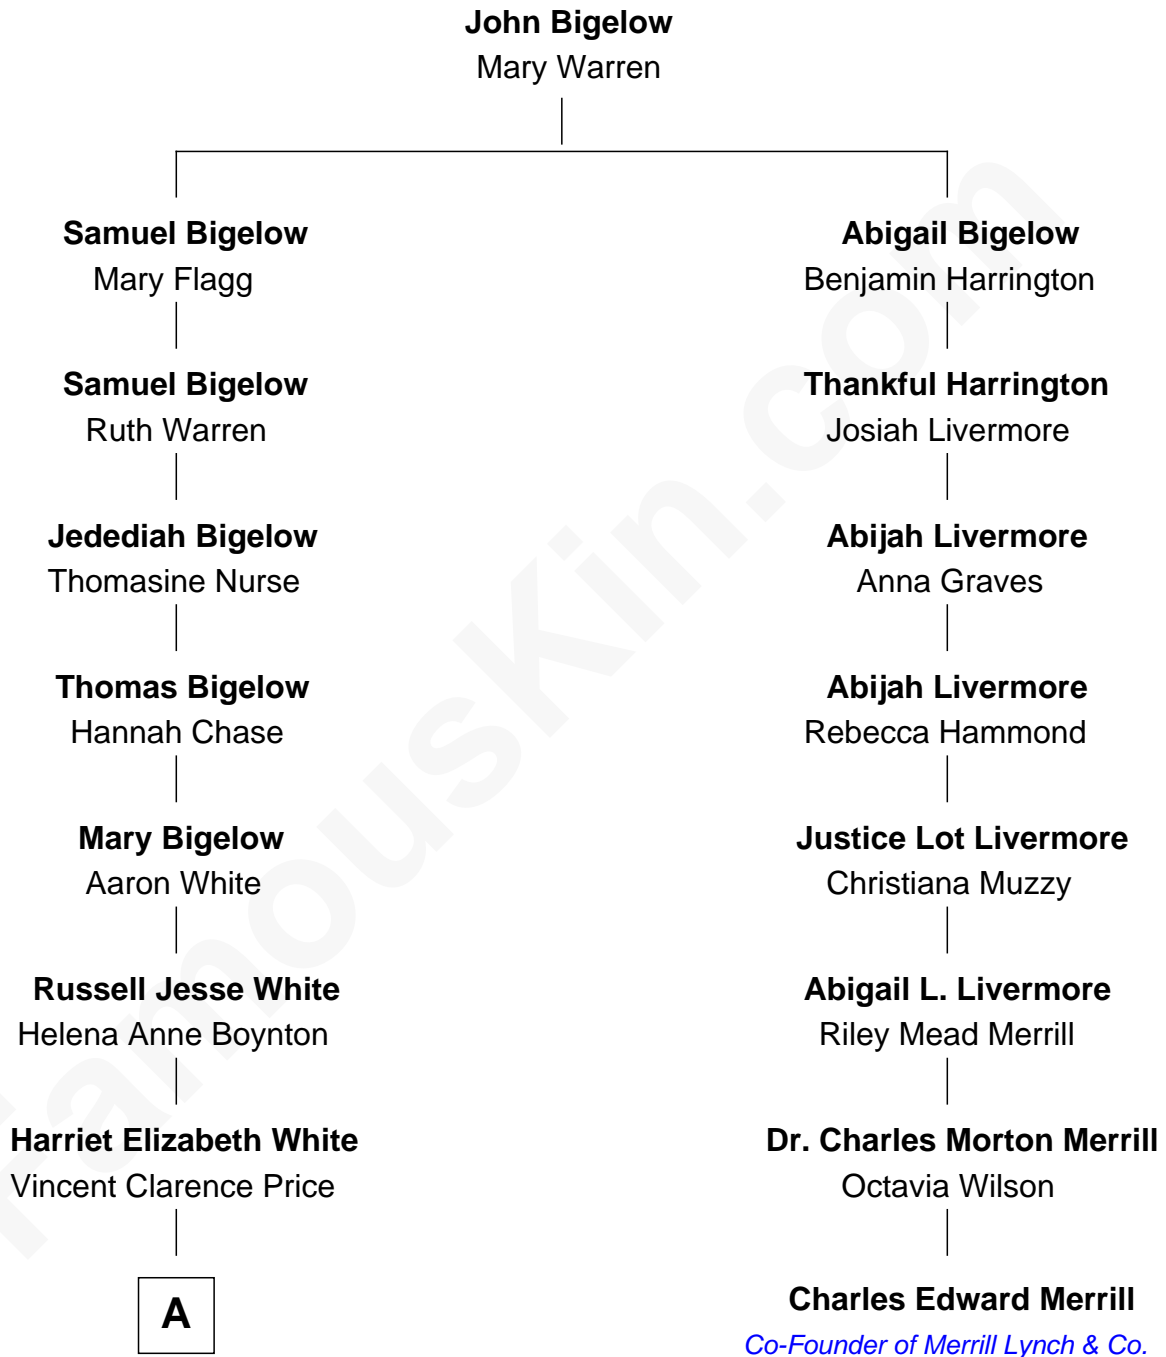 John Bigelow
Mary Warren
Samuel Bigelow
Mary Flagg
Abigail Bigelow
Benjamin Harrington
Samuel Bigelow
Ruth Warren
Thankful Harrington
Josiah Livermore
Jedediah Bigelow
Thomasine Nurse
Abijah Livermore
Anna Graves
Thomas Bigelow
Hannah Chase
Abijah Livermore
Rebecca Hammond
Mary Bigelow
Aaron White
Justice Lot Livermore
Christiana Muzzy
Russell Jesse White
Helena Anne Boynton
Abigail L. Livermore
Riley Mead Merrill
Harriet Elizabeth White
Vincent Clarence Price
Dr. Charles Morton Merrill
Octavia Wilson
A
Charles Edward Merrill
Co-Founder of Merrill Lynch & Co.
FamousKin.com